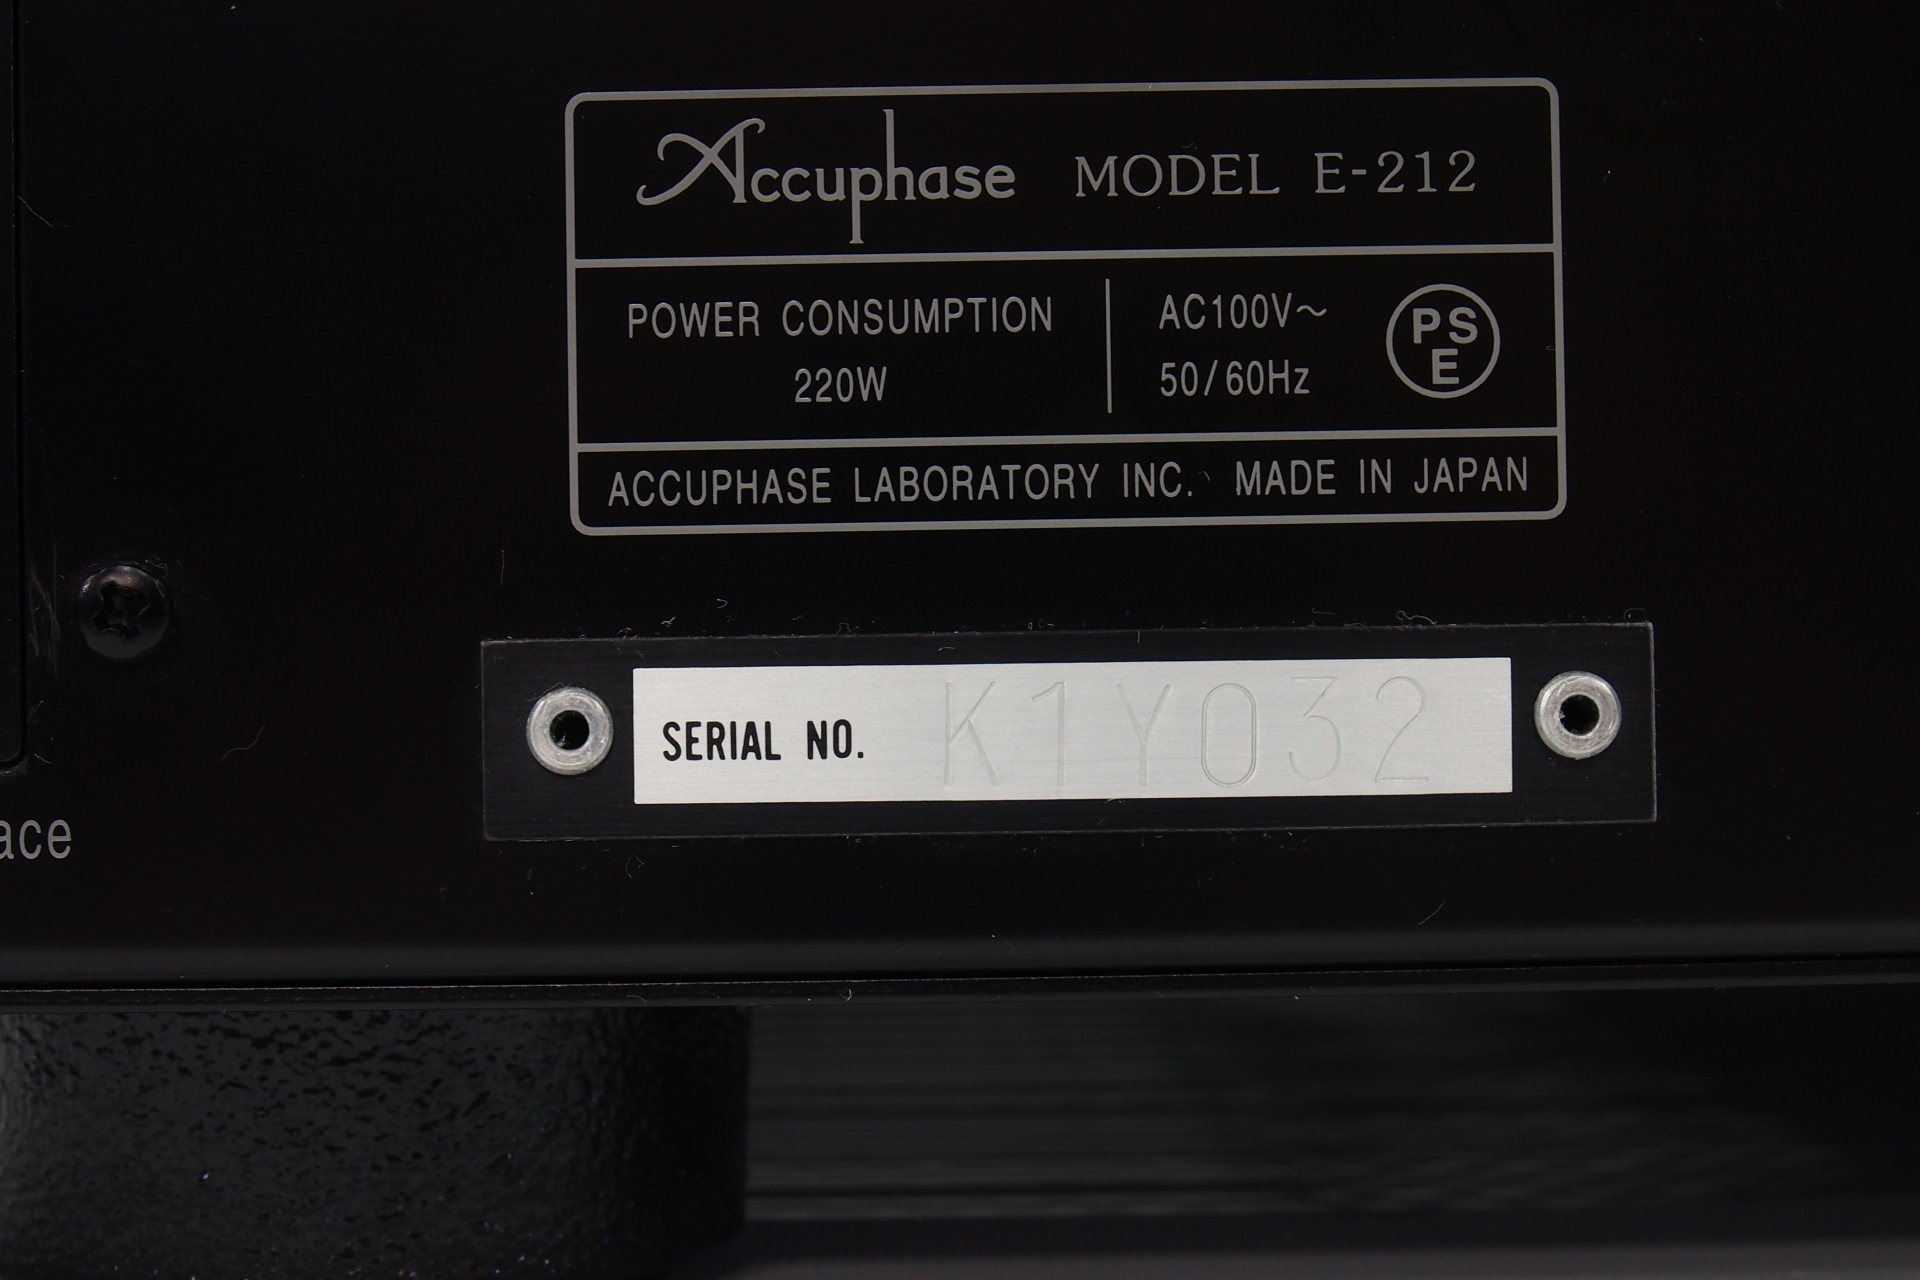 Accuphase MODEL E-212
POWER CONSUMPTION
220W
AC100V～
50/60Hz
PS
E
ACCUPHASE LABORATORY INC. MADE IN JAPAN
SERIAL NO. K1Y032
ace